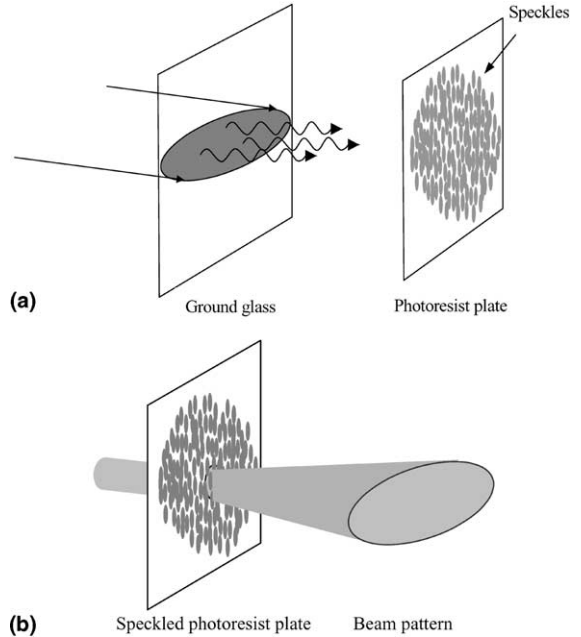 Speckles
(a)
Ground glass
Photoresist plate
(b)
Speckled photoresist plate
Beam pattern